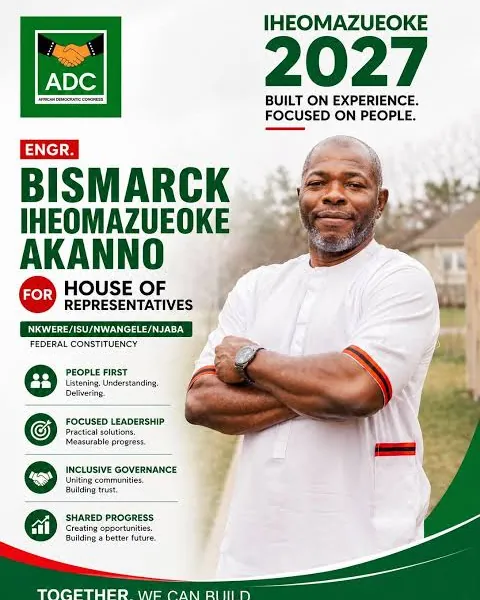 ADC
AFRICAN DEMOCRATIC CONGRESS
IHEOMAZUEOKE
2027
BUILT ON EXPERIENCE.
FOCUSED ON PEOPLE.
ENGR.
BISMARCK
IHEOMAZUEOKE
AKANNO
FOR
HOUSE OF
REPRESENTATIVES
NKWERE/ISU/NWANGELE/NJABA
FEDERAL CONSTITUENCY
PEOPLE FIRST
Listening. Understanding.
Delivering.
FOCUSED LEADERSHIP
Practical solutions.
Measurable progress.
INCLUSIVE GOVERNANCE
Uniting communities.
Building trust.
SHARED PROGRESS
Creating opportunities.
Building a better future.
TOGETHER, WE CAN BUILD